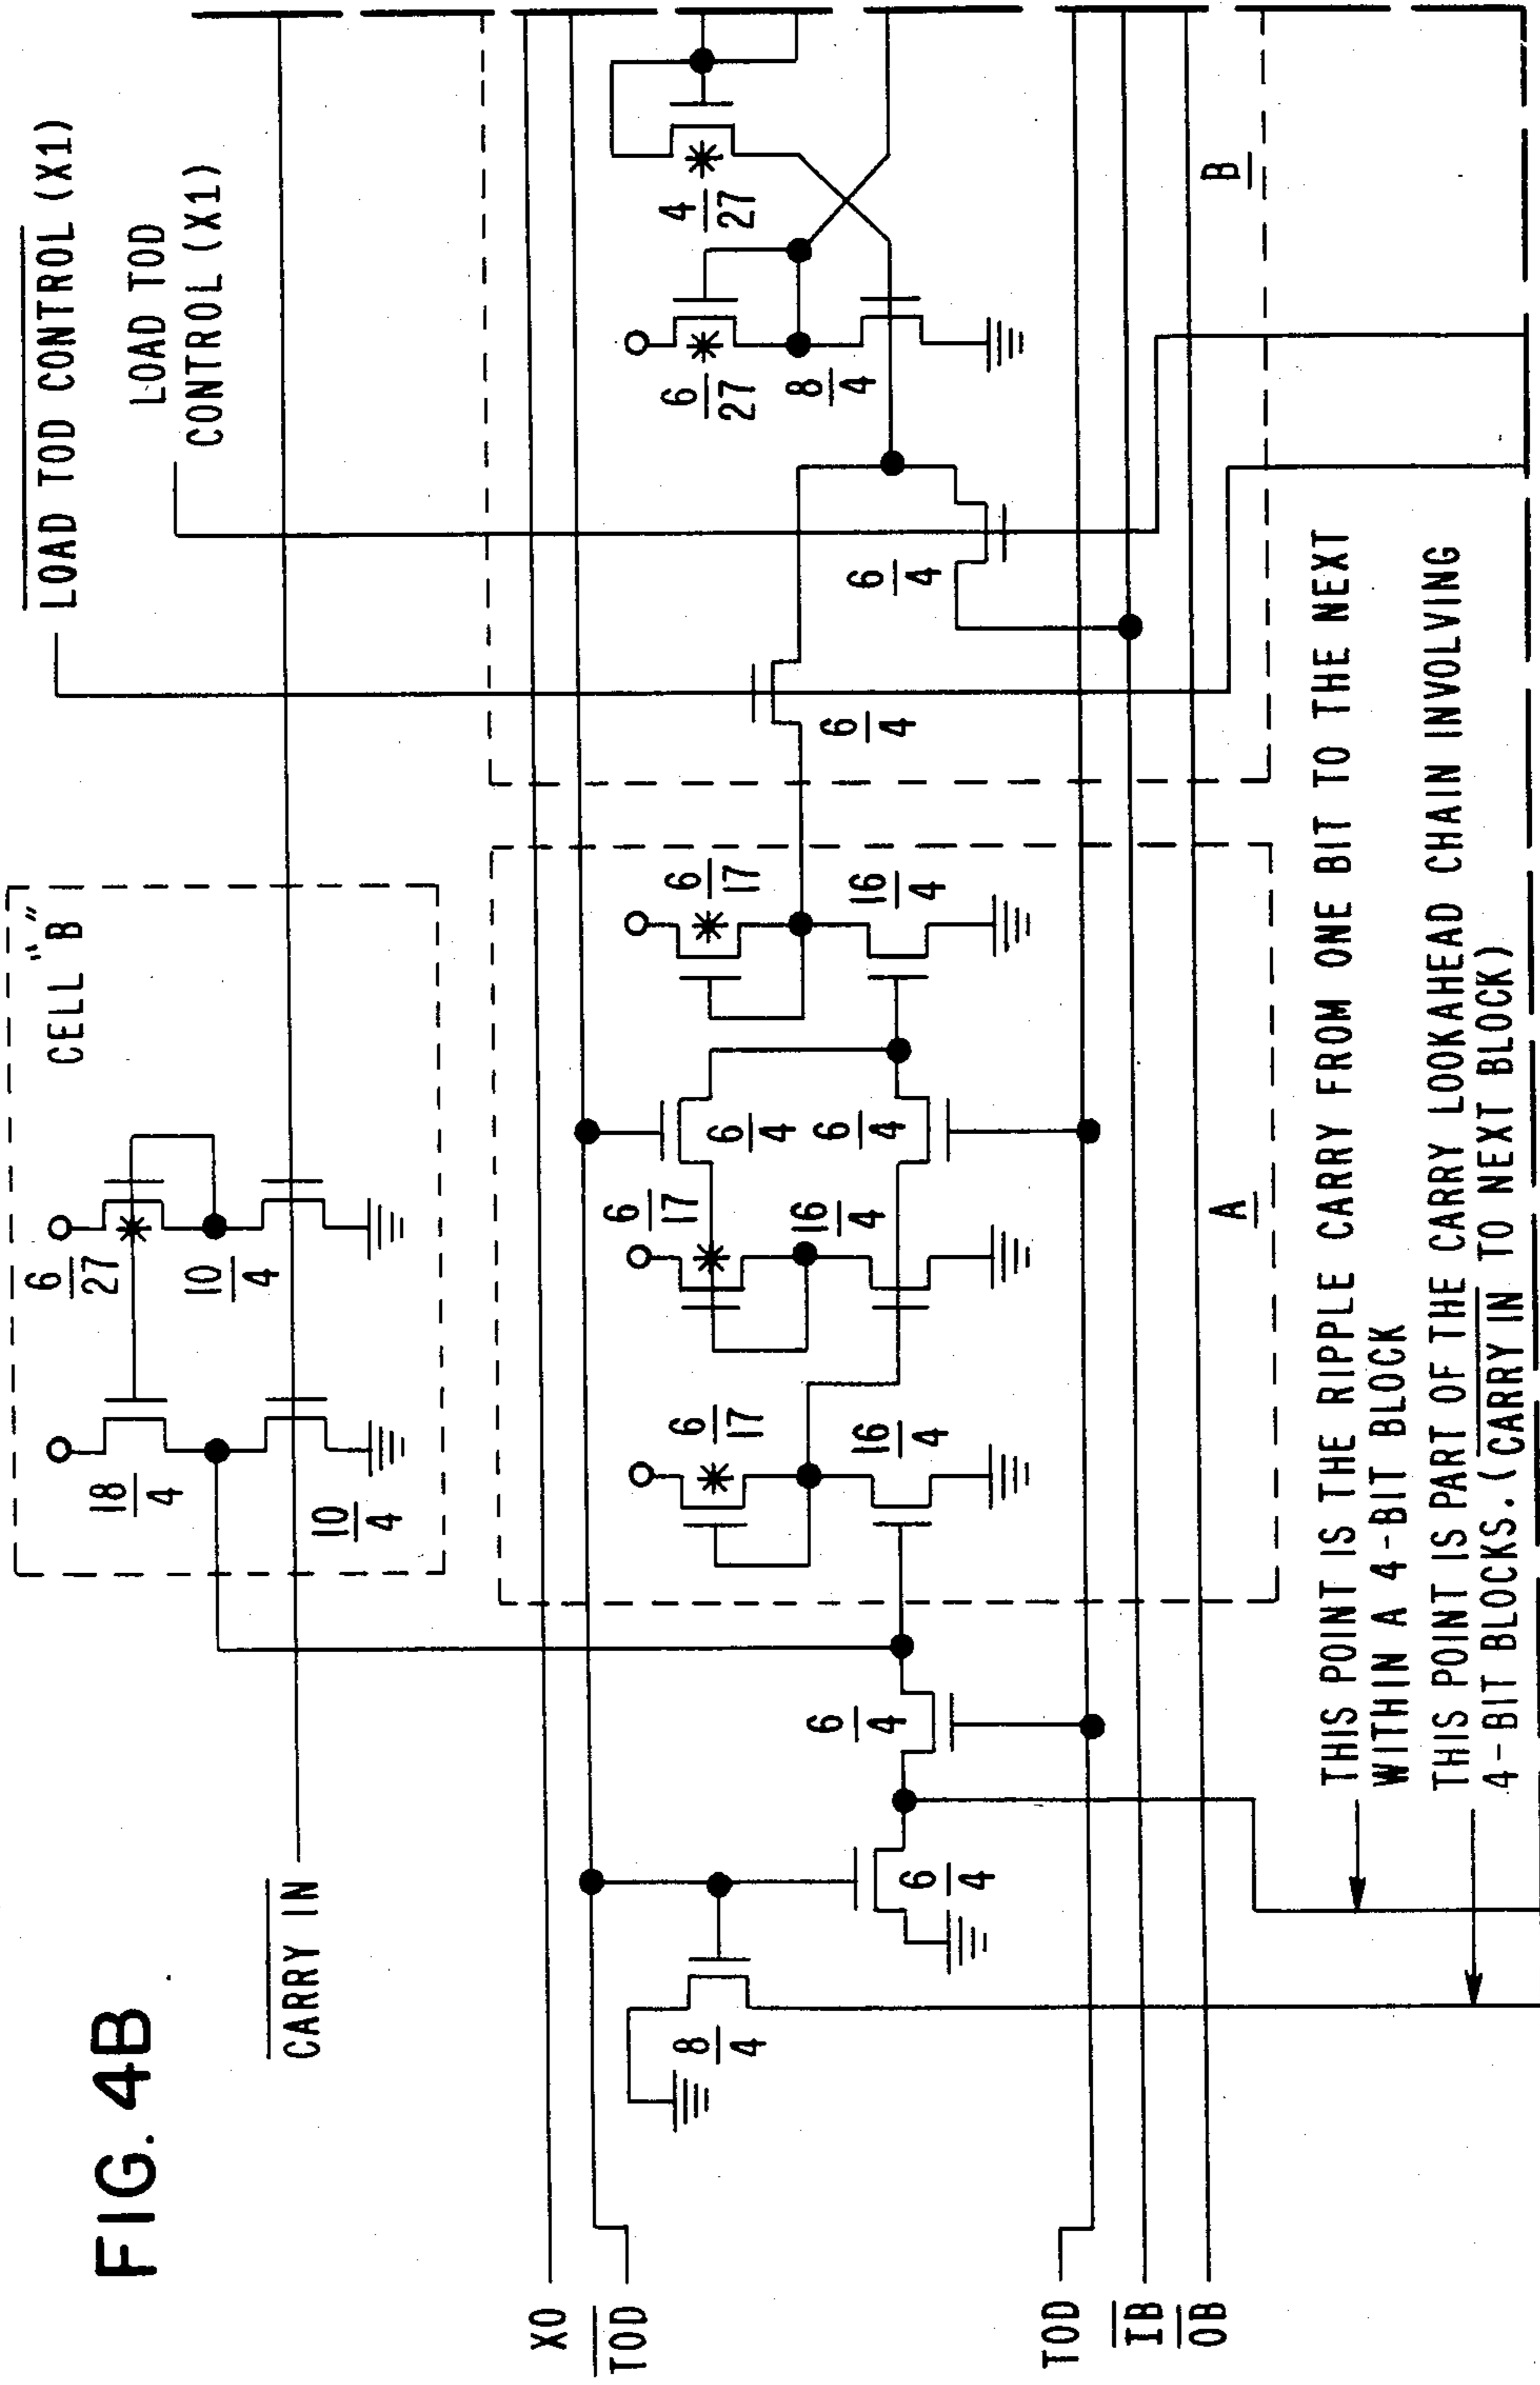 FIG. 4B
LOAD TOD CONTROL (X1)
LOAD TOD
CONTROL (X1)
CARRY IN
CELL "B"
18/4
10/4
6/27
10/4
XO
TOD
TOD
IB
OB
8/4
6/4
6/4
6/17
16/4
6/17
16/4
6/4
6/4
6/17
16/4
A
6/4
6/4
6/27
8/4
4/27
B
THIS POINT IS THE RIPPLE CARRY FROM ONE BIT TO THE NEXT
WITHIN A 4-BIT BLOCK
THIS POINT IS PART OF THE CARRY LOOKAHEAD CHAIN INVOLVING
4-BIT BLOCKS. (CARRY IN TO NEXT BLOCK)